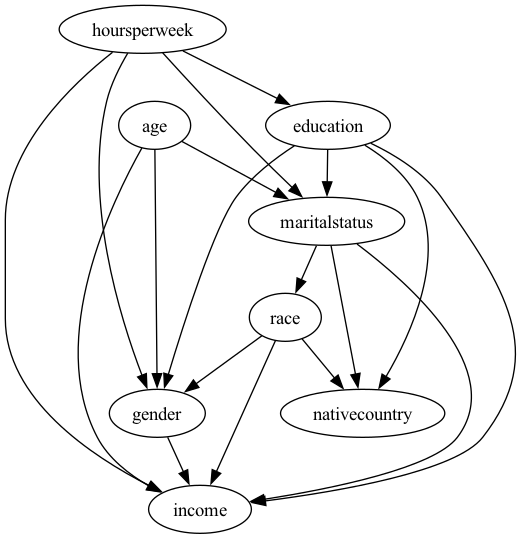 hoursperweek
age
education
maritalstatus
race
gender
nativecountry
income